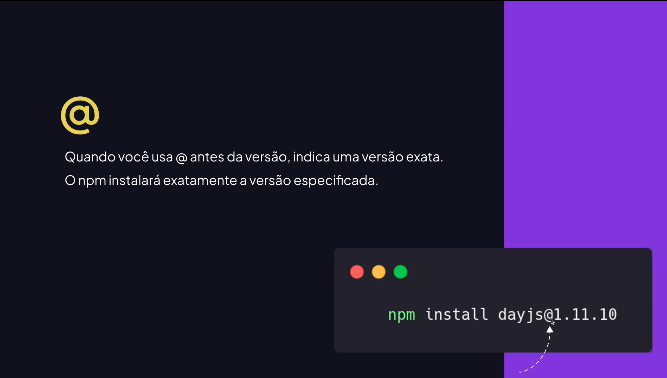 @
Quando você usa @ antes da versão, indica uma versão exata.
O npm instalará exatamente a versão especificada.
npm install dayjs@1.11.10